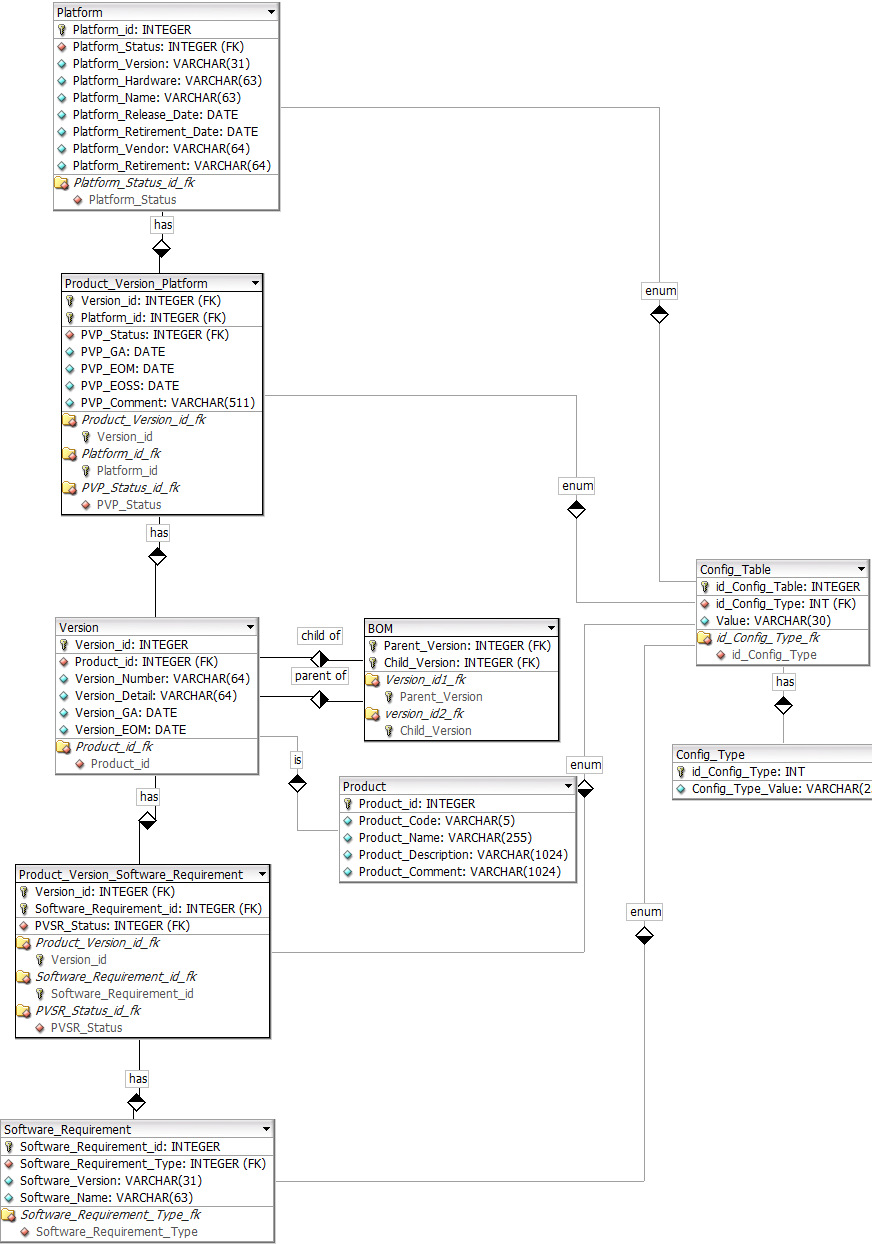 Platform
Platform_id: INTEGER
Platform_Status: INTEGER (FK)
Platform_Version: VARCHAR(31)
Platform_Hardware: VARCHAR(63)
Platform_Name: VARCHAR(63)
Platform_Release_Date: DATE
Platform_Retirement_Date: DATE
Platform_Vendor: VARCHAR(64)
Platform_Retirement: VARCHAR(64)
Platform_Status_id_fk
Platform_Status
has
enum
Product_Version_Platform
Version_id: INTEGER (FK)
Platform_id: INTEGER (FK)
PVP_Status: INTEGER (FK)
PVP_GA: DATE
PVP_EOM: DATE
PVP_EOSS: DATE
PVP_Comment: VARCHAR(511)
Product_Version_id_fk
Version_id
Platform_id_fk
Platform_id
PVP_Status_id_fk
PVP_Status
enum
has
Config_Table
id_Config_Table: INTEGER
id_Config_Type: INT (FK)
Value: VARCHAR(30)
id_Config_Type_fk
id_Config_Type
has
Config_Type
id_Config_Type: INT
Config_Type_Value: VARCHAR(2
Version
Version_id: INTEGER
Product_id: INTEGER (FK)
Version_Number: VARCHAR(64)
Version_Detail: VARCHAR(64)
Version_GA: DATE
Version_EOM: DATE
Product_id_fk
Product_id
child of
parent of
BOM
Parent_Version: INTEGER (FK)
Child_Version: INTEGER (FK)
Version_id1_fk
Parent_Version
version_id2_fk
Child_Version
is
enum
Product
Product_id: INTEGER
Product_Code: VARCHAR(5)
Product_Name: VARCHAR(255)
Product_Description: VARCHAR(1024)
Product_Comment: VARCHAR(1024)
has
Product_Version_Software_Requirement
Version_id: INTEGER (FK)
Software_Requirement_id: INTEGER (FK)
PVSR_Status: INTEGER (FK)
Product_Version_id_fk
Version_id
Software_Requirement_id_fk
Software_Requirement_id
PVSR_Status_id_fk
PVSR_Status
enum
has
Software_Requirement
Software_Requirement_id: INTEGER
Software_Requirement_Type: INTEGER (FK)
Software_Version: VARCHAR(31)
Software_Name: VARCHAR(63)
Software_Requirement_Type_fk
Software_Requirement_Type